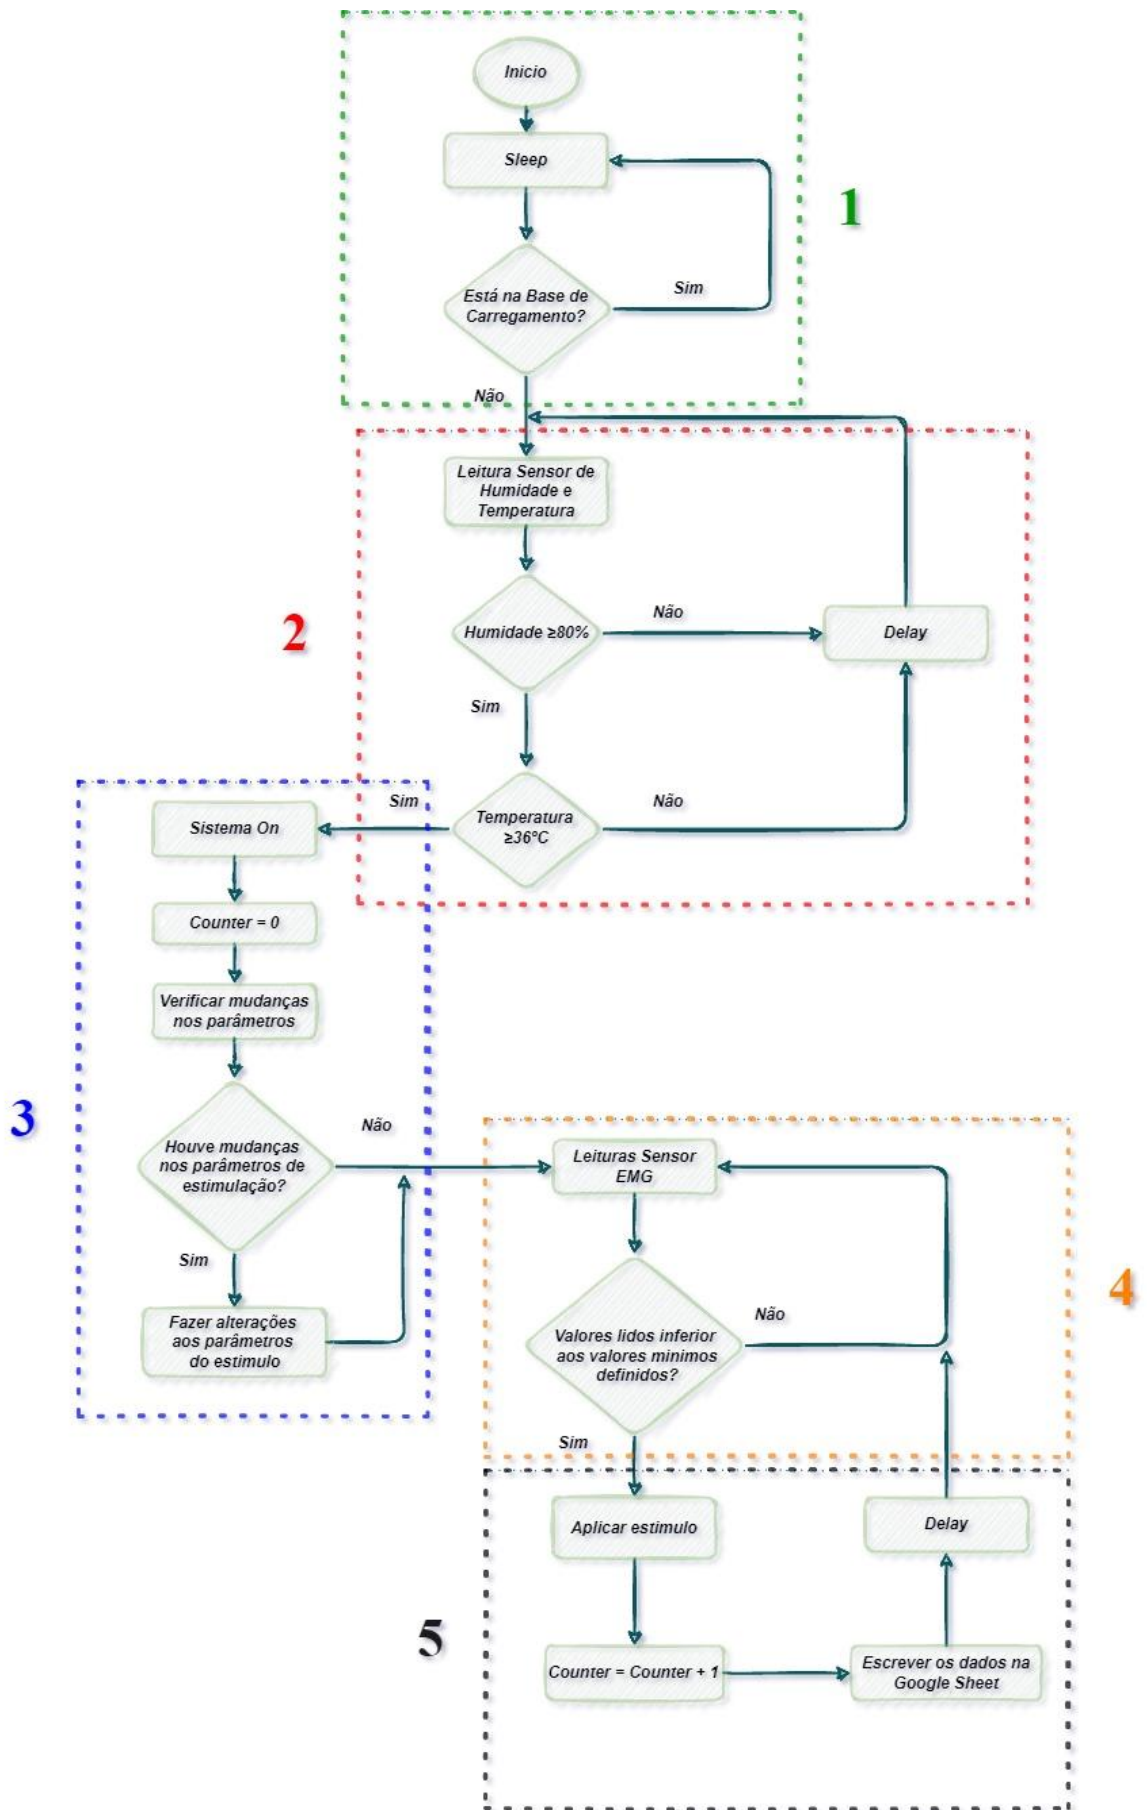 Inicio
Sleep
1
Está na Base de
Carregamento?
Sim
Não
Leitura Sensor de
Humidade e
Temperatura
2
Humidade ≥80%
Não
Delay
Sim
Temperatura
≥36ºC
Não
Sim
Sistema On
Counter = 0
Verificar mudanças
nos parâmetros
3
Houve mudanças
nos parâmetros de
estimulação?
Não
Sim
Fazer alterações
aos parâmetros
do estimulo
Leituras Sensor
EMG
4
Valores lidos inferior
aos valores minimos
definidos?
Não
Sim
Aplicar estimulo
Delay
5
Counter = Counter + 1
Escrever os dados na
Google Sheet